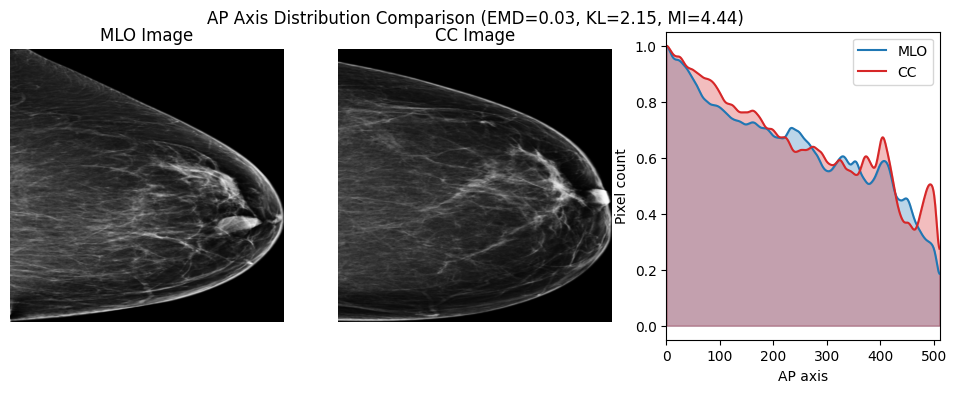 AP Axis Distribution Comparison (EMD=0.03, KL=2.15, MI=4.44)
MLO Image
CC Image
MLO
CC
Pixel count
1.0
0.8
0.6
0.4
0.2
0.0
0 100 200 300 400 500
AP axis